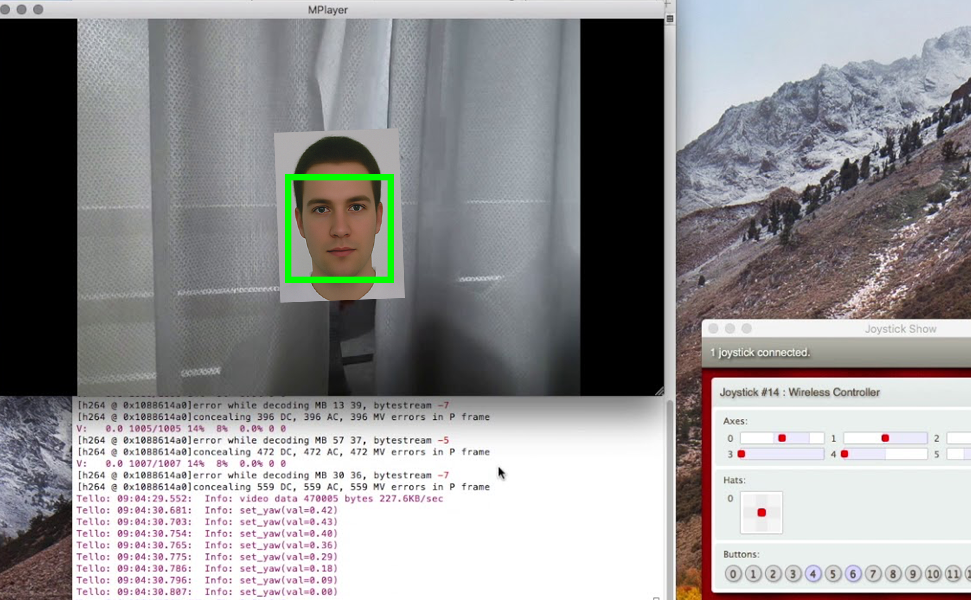 MPlayer
[h264 @ 0x1088614a0]error while decoding MB 13 39, bytestream -7
[h264 @ 0x1088614a0]concealing 396 DC, 396 AC, 396 MV errors in P frame
V:   0.0 1005/1005 14%  8%  0.0% 0 0
[h264 @ 0x1088614a0]error while decoding MB 57 37, bytestream -5
[h264 @ 0x1088614a0]concealing 472 DC, 472 AC, 472 MV errors in P frame
V:   0.0 1007/1007 14%  8%  0.0% 0 0
[h264 @ 0x1088614a0]error while decoding MB 30 36, bytestream -7
[h264 @ 0x1088614a0]concealing 559 DC, 559 AC, 559 MV errors in P frame
Tello: 09:04:29.552:  Info: video data 470005 bytes 227.6KB/sec
Tello: 09:04:30.681:  Info: set_yaw(val=0.42)
Tello: 09:04:30.703:  Info: set_yaw(val=0.43)
Tello: 09:04:30.754:  Info: set_yaw(val=0.40)
Tello: 09:04:30.765:  Info: set_yaw(val=0.36)
Tello: 09:04:30.775:  Info: set_yaw(val=0.29)
Tello: 09:04:30.786:  Info: set_yaw(val=0.18)
Tello: 09:04:30.796:  Info: set_yaw(val=0.09)
Tello: 09:04:30.807:  Info: set_yaw(val=0.00)
Joystick Show
1 joystick connected.
Joystick #14 : Wireless Controller
Axes:
0 1 2
3 4 5
Hats:
0
Buttons:
0 1 2 3 4 5 6 7 8 9 10 11